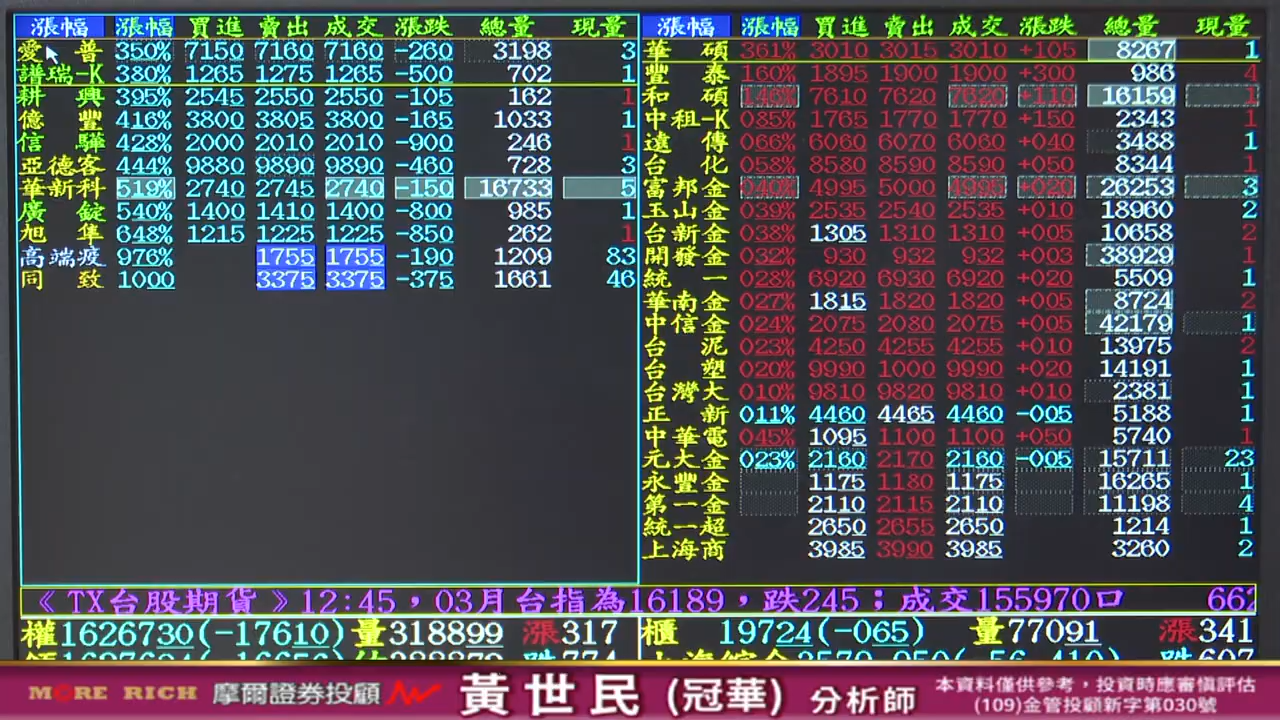 漲幅 漲幅 買進 賣出 成交 漲跌 總量 現量
愛普 350% 7150 7160 7160 -260 3198 3
譜瑞-K 380% 1265 1275 1265 -500 702 1
耕興 395% 2545 2550 2550 -105 162 1
億豐 416% 3800 3805 3800 -165 1033 1
信驊 428% 2000 2010 2010 -900 246 1
亞德客 444% 9880 9890 9890 -460 728 3
華新科 519% 2740 2745 2740 -150 16733 5
廣錠 540% 1400 1410 1400 -800 985 1
旭隼 648% 1215 1225 1225 -850 262 1
高端疫 976% 1755 1755 -190 1209 83
同致 1000 3375 3375 -375 1661 46
漲幅 漲幅 買進 賣出 成交 漲跌 總量 現量
華碩 361% 3010 3015 3010 +105 8267 1
豐泰 160% 1895 1900 1900 +300 986 4
和碩 146% 7610 7620 7620 +110 16159 1
中租-K 085% 1765 1770 1770 +150 2343 1
遠傳 066% 6060 6070 6060 +040 3488 1
台化 058% 8580 8590 8590 +050 8344 1
富邦金 040% 4995 5000 4995 +020 26253 3
玉山金 039% 2535 2540 2535 +010 18960 2
台新金 038% 1305 1310 1310 +005 10658 2
開發金 032% 930 932 932 +003 38929 1
統一 028% 6920 6930 6920 +020 5509 1
華南金 027% 1815 1820 1820 +005 8724 2
中信金 024% 2075 2080 2075 +005 42179 1
台泥 023% 4250 4255 4255 +010 13975 2
台塑 020% 9990 1000 9990 +020 14191 1
台灣大 010% 9810 9820 9810 +010 2381 1
正新 011% 4460 4465 4460 -005 5188 1
中華電 045% 1095 1100 1100 +050 5740 1
元大金 023% 2160 2170 2160 -005 15711 23
永豐金 1175 1180 1175 16265 1
第一金 2110 2115 2110 11198 4
統一超 2650 2655 2650 1214 1
上海商 3985 3990 3985 3260 2
《TX台股期貨》12:45，03月台指為16189，跌245；成交155970口 662
權1626730(-17610)量318899 漲317 櫃 19724(-065) 量77091 漲341
MORE RICH 摩爾證券投顧 黃世民 (冠華) 分析師 本資料僅供參考，投資時應審慎評估
(109)金管投顧新字第030號